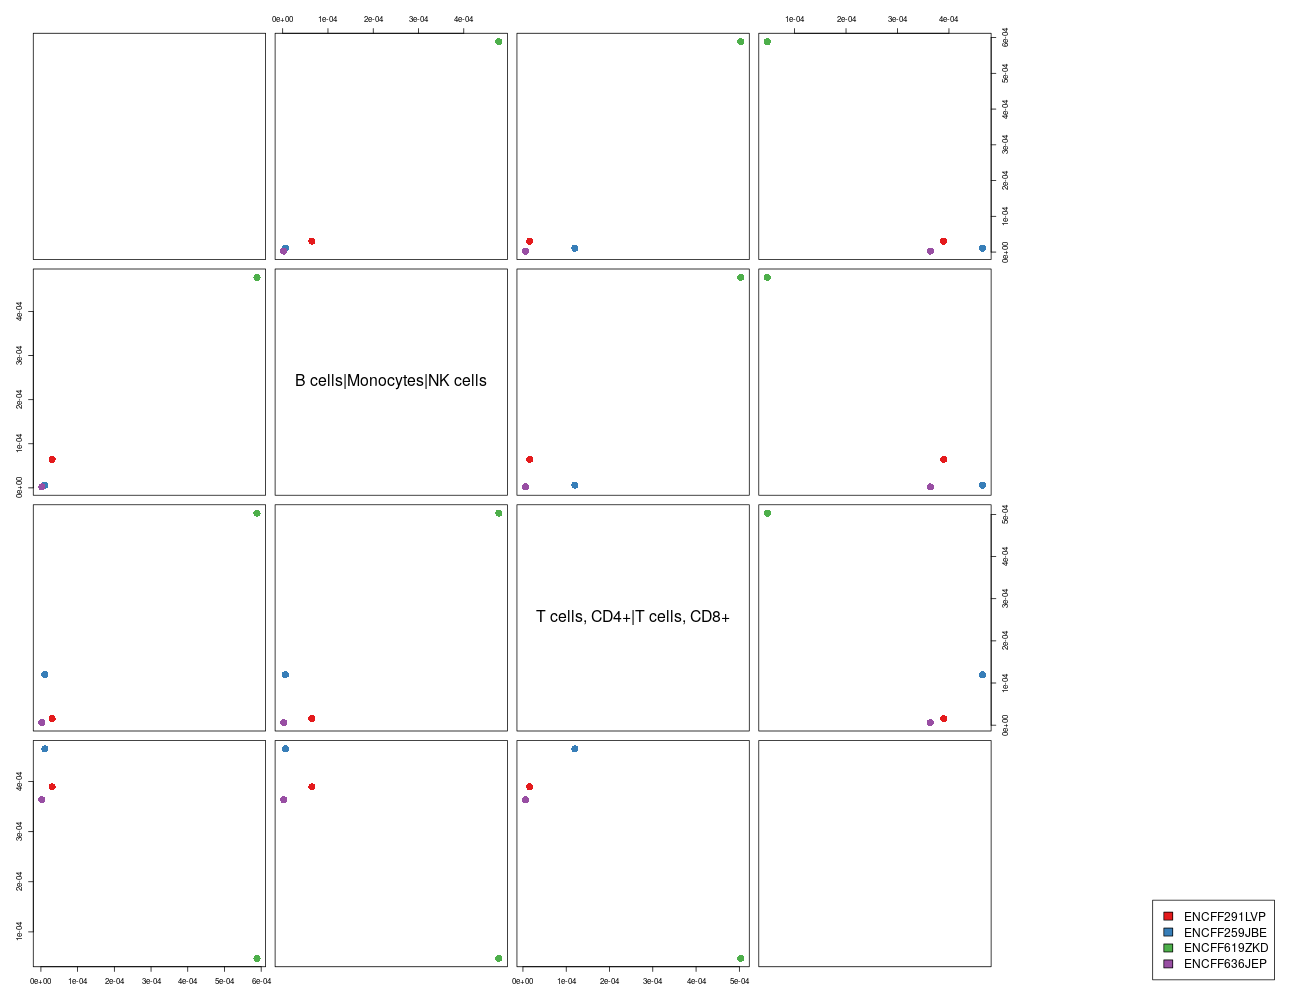 0e+00 1e-04 2e-04 3e-04 4e-04
1e-04 2e-04 3e-04 4e-04
0e+00 1e-04 2e-04 3e-04 4e-04 5e-04 6e-04
0e+00 1e-04 2e-04 3e-04 4e-04
B cells|Monocytes|NK cells
T cells, CD4+|T cells, CD8+
0e+00 1e-04 2e-04 3e-04 4e-04 5e-04
1e-04 2e-04 3e-04 4e-04
0e+00 1e-04 2e-04 3e-04 4e-04 5e-04 6e-04
0e+00 1e-04 2e-04 3e-04 4e-04 5e-04
ENCFF291LVP
ENCFF259JBE
ENCFF619ZKD
ENCFF636JEP